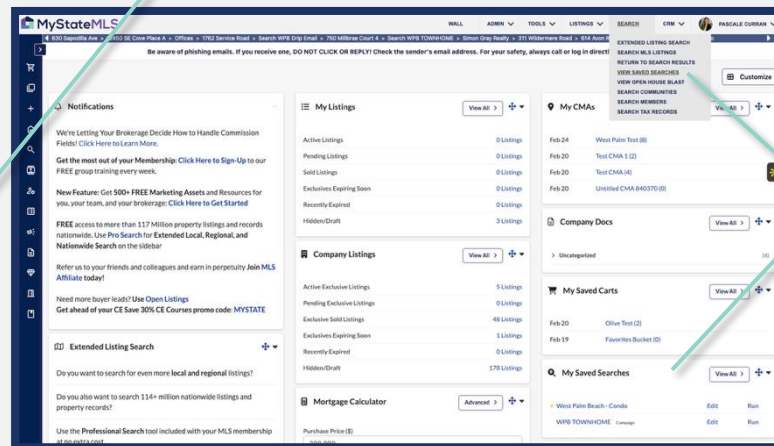 MyStateMLS
WALL ADMIN TOOLS LISTINGS SEARCH CRM PASCALE CURRAN
630 Sapodilla Ave > SE Cove Place A > Offices > 1762 Service Road > Search WPB Drip Email > 750 Millbrae Court 6 > Search WPB TOWNHOME > Simon Gray Realty > 311 Wildermere Road > 614 Avon R
Be aware of phishing emails. If you receive one, DO NOT CLICK OR REPLY! Check the sender's email address. For your safety, always call or log in directl
EXTENDED LISTING SEARCH
SEARCH MLS LISTINGS
RETURN TO SEARCH RESULTS
VIEW SAVED SEARCHES
VIEW OPEN HOUSE BLAST
SEARCH COMMUNITIES
SEARCH MEMBERS
SEARCH TAX RECORDS
Customize
Notifications
We're Letting Your Brokerage Decide How to Handle Commission
Fields! Click Here to Learn More.
Get the most out of your Membership: Click Here to Sign-Up to our
FREE group training every week.
New Feature: Get 500+ FREE Marketing Assets and Resources for
you, your team, and your brokerage: Click Here to Get Started
FREE access to more than 117 Million property listings and records
nationwide. Use Pro Search for Extended Local, Regional, and
Nationwide Search on the sidebar
Refer us to your friends and colleagues and earn in perpetuity Join MLS
Affiliate today!
Need more buyer leads? Use Open Listings
Get ahead of your CE Save 30% CE Courses promo code: MYSTATE
Extended Listing Search
Do you want to search for even more local and regional listings?
Do you also want to search 114+ million nationwide listings and
property records?
Use the Professional Search tool included with your MLS membership
at no extra cost
My Listings View All >
Active Listings 0 Listings
Pending Listings 0 Listings
Sold Listings 0 Listings
Exclusives Expiring Soon 0 Listings
Recently Expired 0 Listings
Hidden/Draft 3 Listings
Company Listings View All >
Active Exclusive Listings 5 Listings
Pending Exclusive Listings 0 Listings
Exclusive Sold Listings 48 Listings
Exclusives Expiring Soon 1 Listings
Recently Expired 0 Listings
Hidden/Draft 178 Listings
Mortgage Calculator Advanced >
Purchase Price ($)
My CMAs View All >
Feb 24 West Palm Test (8)
Feb 20 Test CMA 1 (2)
Feb 20 Test CMA (4)
Feb 20 Untitled CMA 840370 (0)
Company Docs View All >
> Uncategorized (4)
My Saved Carts View All >
Feb 20 Olive Test (2)
Feb 19 Favorites Bucket (0)
My Saved Searches View All >
West Palm Beach - Condo Edit Run
WPB TOWNHOME Campaign Edit Run